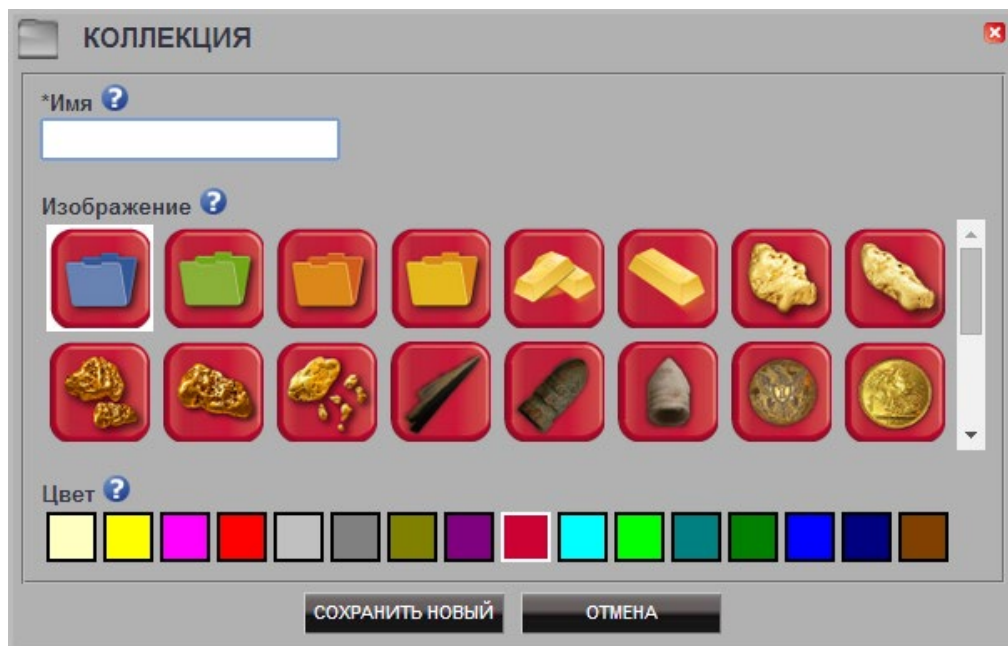 КОЛЛЕКЦИЯ
*Имя
Изображение
Цвет
СОХРАНИТЬ НОВЫЙ
ОТМЕНА